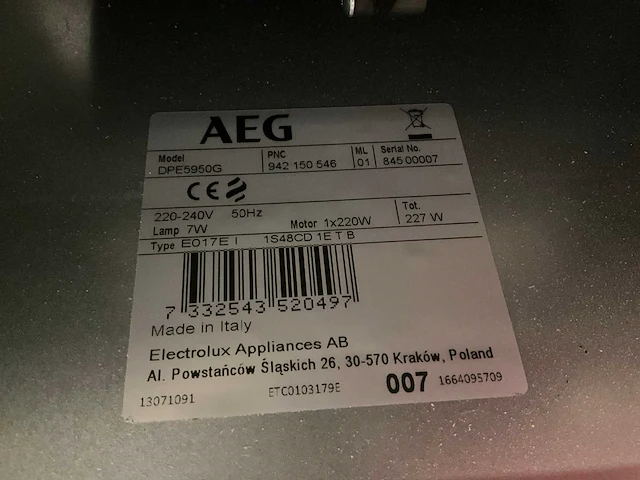 AEG
Model PNC ML Serial No.
DPE5950G 942 150 546 01 845 00007
CE
220-240V 50Hz Tot.
Lamp 7W Motor 1x220W 227 W
Type EO17E I 1S48CD 1E T B
7 332543 520497
Made in Italy
Electrolux Appliances AB
Al. Powstańców Śląskich 26, 30-570 Kraków, Poland
13071091 ETC0103179E 007 1664095709